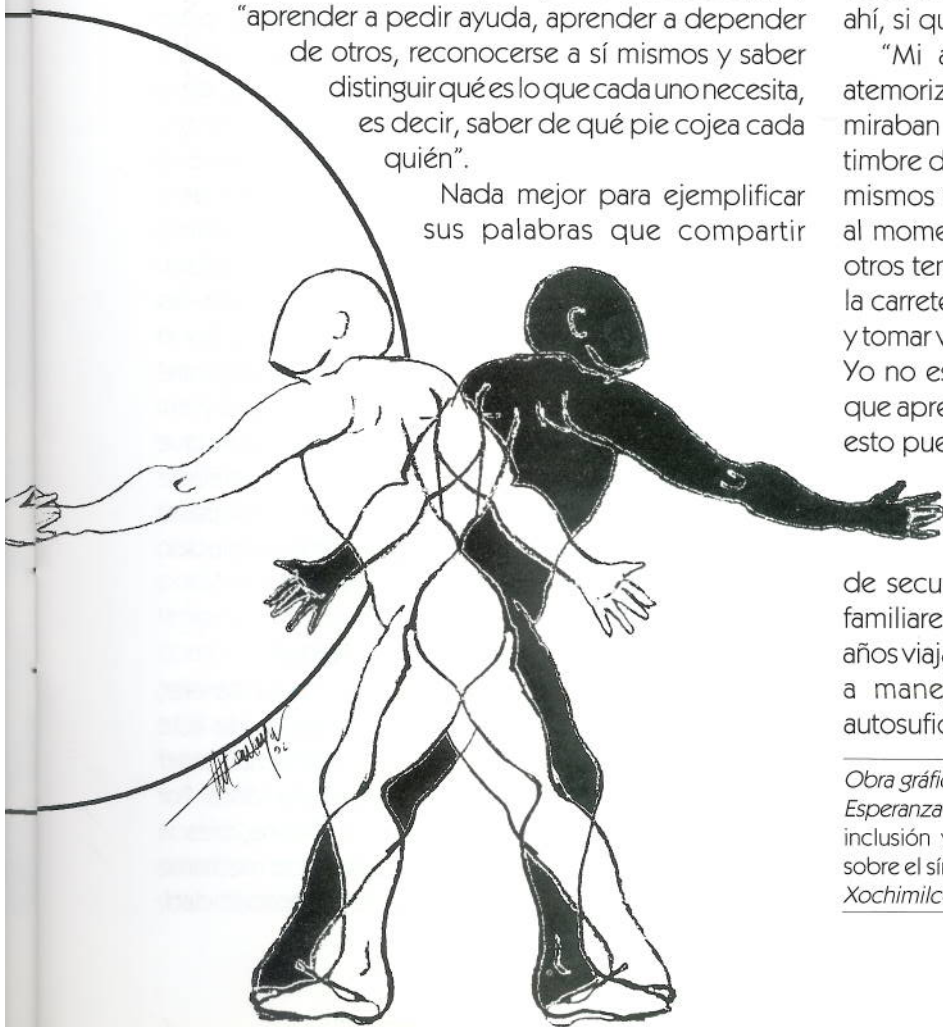 "aprender a pedir ayuda, aprender a depender
de otros, reconocerse a sí mismos y saber
distinguir qué es lo que cada uno necesita,
es decir, saber de qué pie cojea cada
quién".
Nada mejor para ejemplificar
sus palabras que compartir
ahí, si qu
"Mi a
atemoriz
miraban
timbre d
mismos
al mome
otros ter
la carrete
y tomar v
Yo no es
que apre
esto pue
de secu
familiare
años viaja
a mane
autosufic
Obra gráfic
Esperanza
inclusión y
sobre el sín
Xochimilc